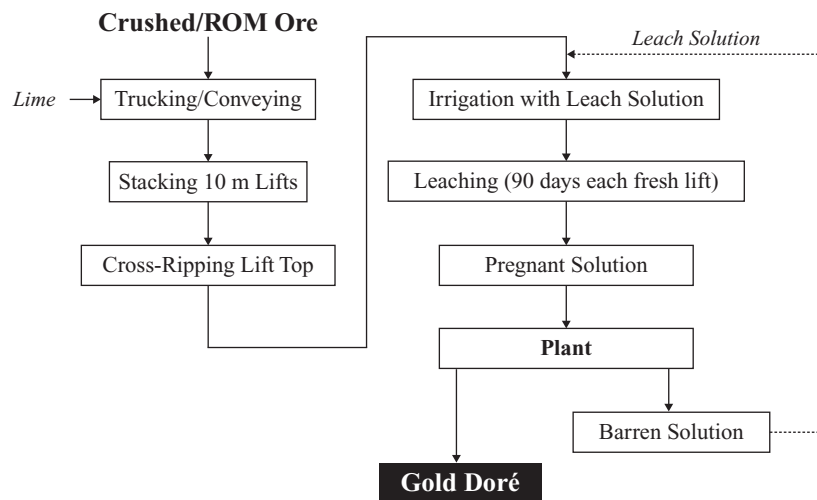 Crushed/ROM Ore
Lime
Trucking/Conveying
Stacking 10 m Lifts
Cross-Ripping Lift Top
Leach Solution
Irrigation with Leach Solution
Leaching (90 days each fresh lift)
Pregnant Solution
Plant
Barren Solution
Gold Doré